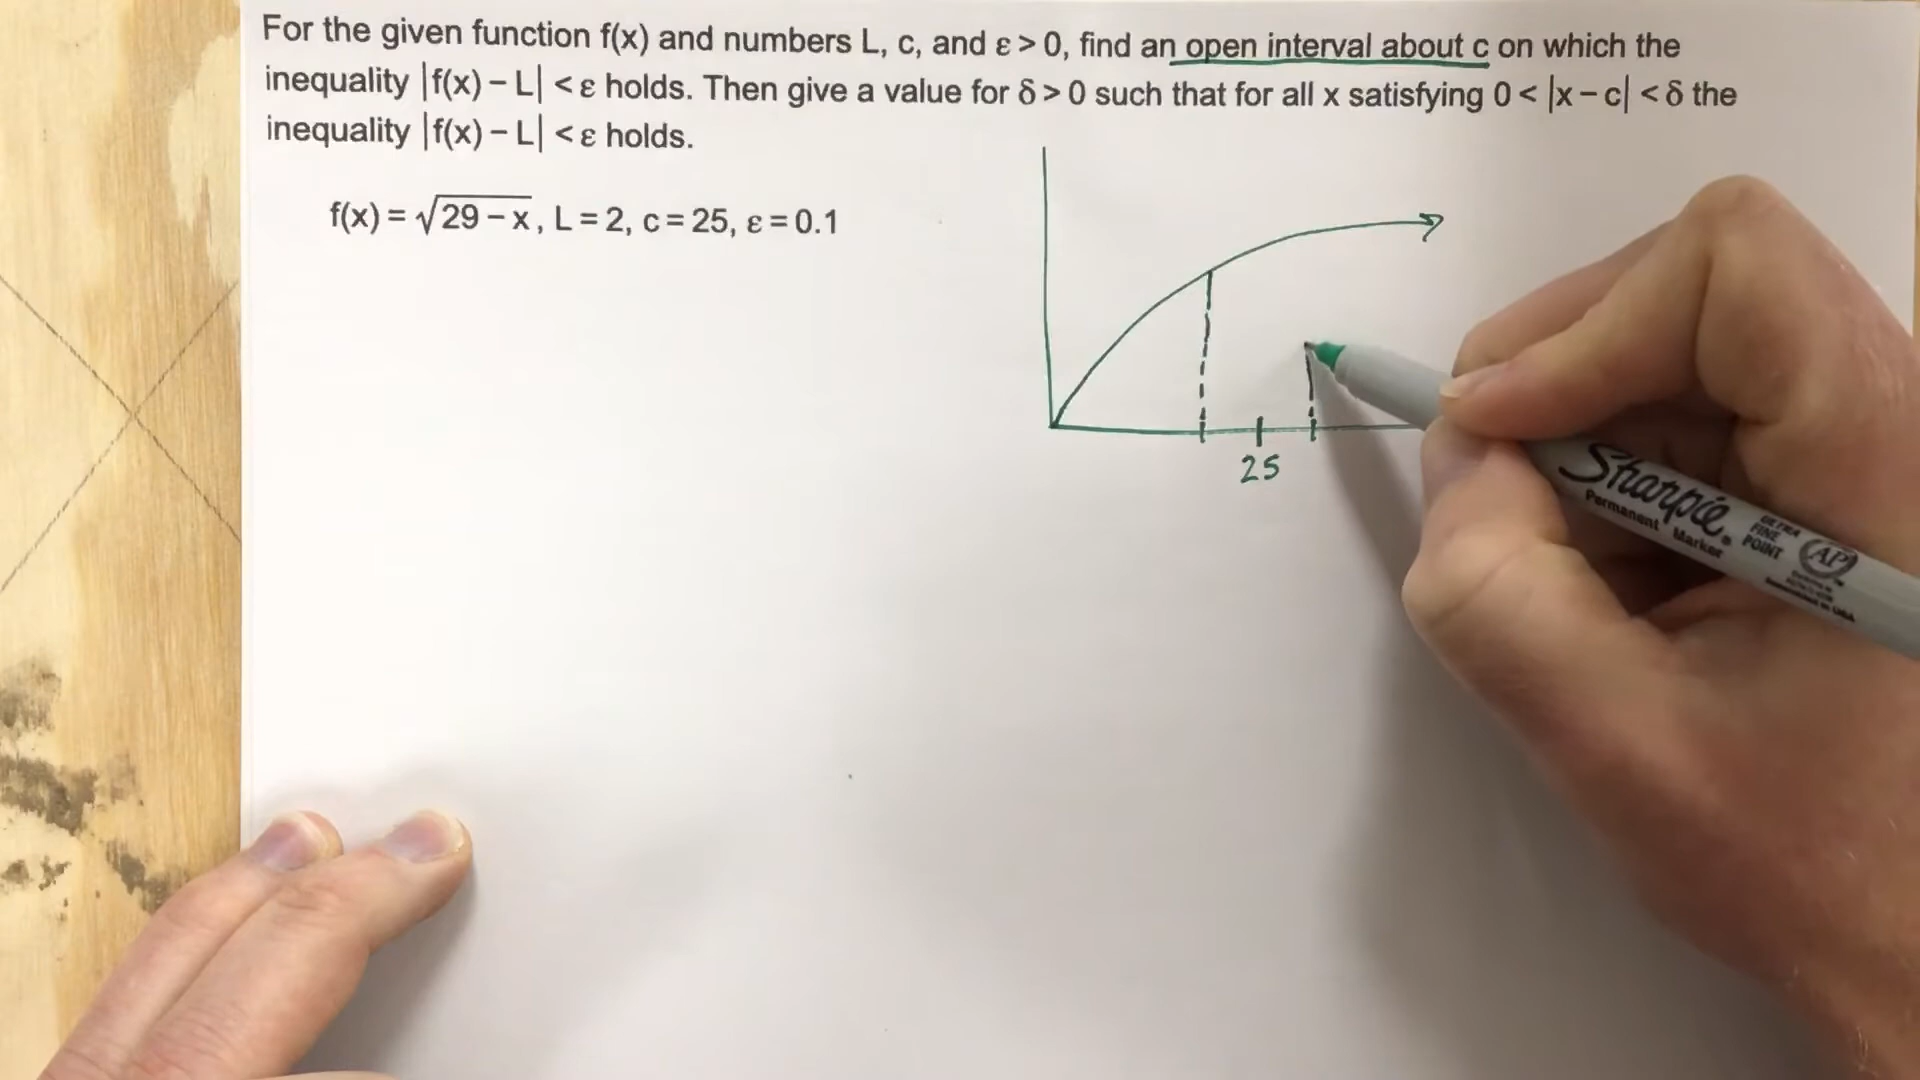 For the given function f(x) and numbers L, c, and ε > 0, find an open interval about c on which the
inequality |f(x) − L| < ε holds. Then give a value for δ > 0 such that for all x satisfying 0 < |x − c| < δ the
inequality |f(x) − L| < ε holds.
f(x) = √29 − x, L = 2, c = 25, ε = 0.1
25
Sharpie.
Permanent Marker
ULTRA
FINE
POINT
AP